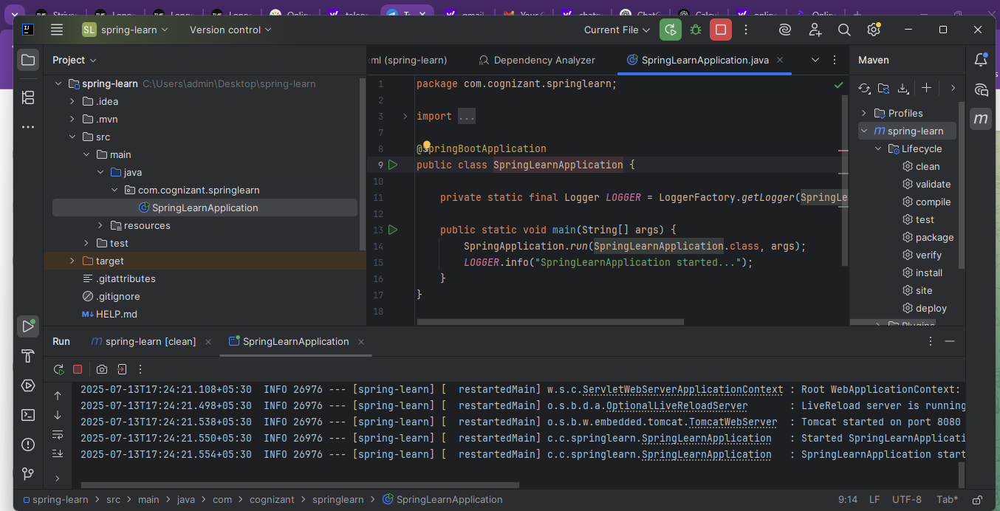 SL spring-learn
Version control
Current File
Project
xml (spring-learn)
Dependency Analyzer
SpringLearnApplication.java
Maven
spring-learn C:\Users\admin\Desktop\spring-learn
.idea
.mvn
src
main
java
com.cognizant.springlearn
SpringLearnApplication
resources
test
target
.gitattributes
.gitignore
M↓ HELP.md
1 package com.cognizant.springlearn;
2
3 import ...
7
8 @SpringBootApplication
9 public class SpringLearnApplication {
10
11 private static final Logger LOGGER = LoggerFactory.getLogger(SpringLe
12
13 public static void main(String[] args) {
14 SpringApplication.run(SpringLearnApplication.class, args);
15 LOGGER.info("SpringLearnApplication started...");
16 }
17 }
18
Profiles
m spring-learn
Lifecycle
clean
validate
compile
test
package
verify
install
site
deploy
Plugins
Run
m spring-learn [clean]
SpringLearnApplication
2025-07-13T17:24:21.108+05:30 INFO 26976 --- [spring-learn] [ restartedMain] w.s.c.ServletWebServerApplicationContext : Root WebApplicationContext:
2025-07-13T17:24:21.498+05:30 INFO 26976 --- [spring-learn] [ restartedMain] o.s.b.d.a.OptionalLiveReloadServer : LiveReload server is running
2025-07-13T17:24:21.538+05:30 INFO 26976 --- [spring-learn] [ restartedMain] o.s.b.w.embedded.tomcat.TomcatWebServer : Tomcat started on port 8080
2025-07-13T17:24:21.550+05:30 INFO 26976 --- [spring-learn] [ restartedMain] c.c.springlearn.SpringLearnApplication : Started SpringLearnApplicati
2025-07-13T17:24:21.554+05:30 INFO 26976 --- [spring-learn] [ restartedMain] c.c.springlearn.SpringLearnApplication : SpringLearnApplication start
spring-learn > src > main > java > com > cognizant > springlearn > SpringLearnApplication
9:14 LF UTF-8 Tab*